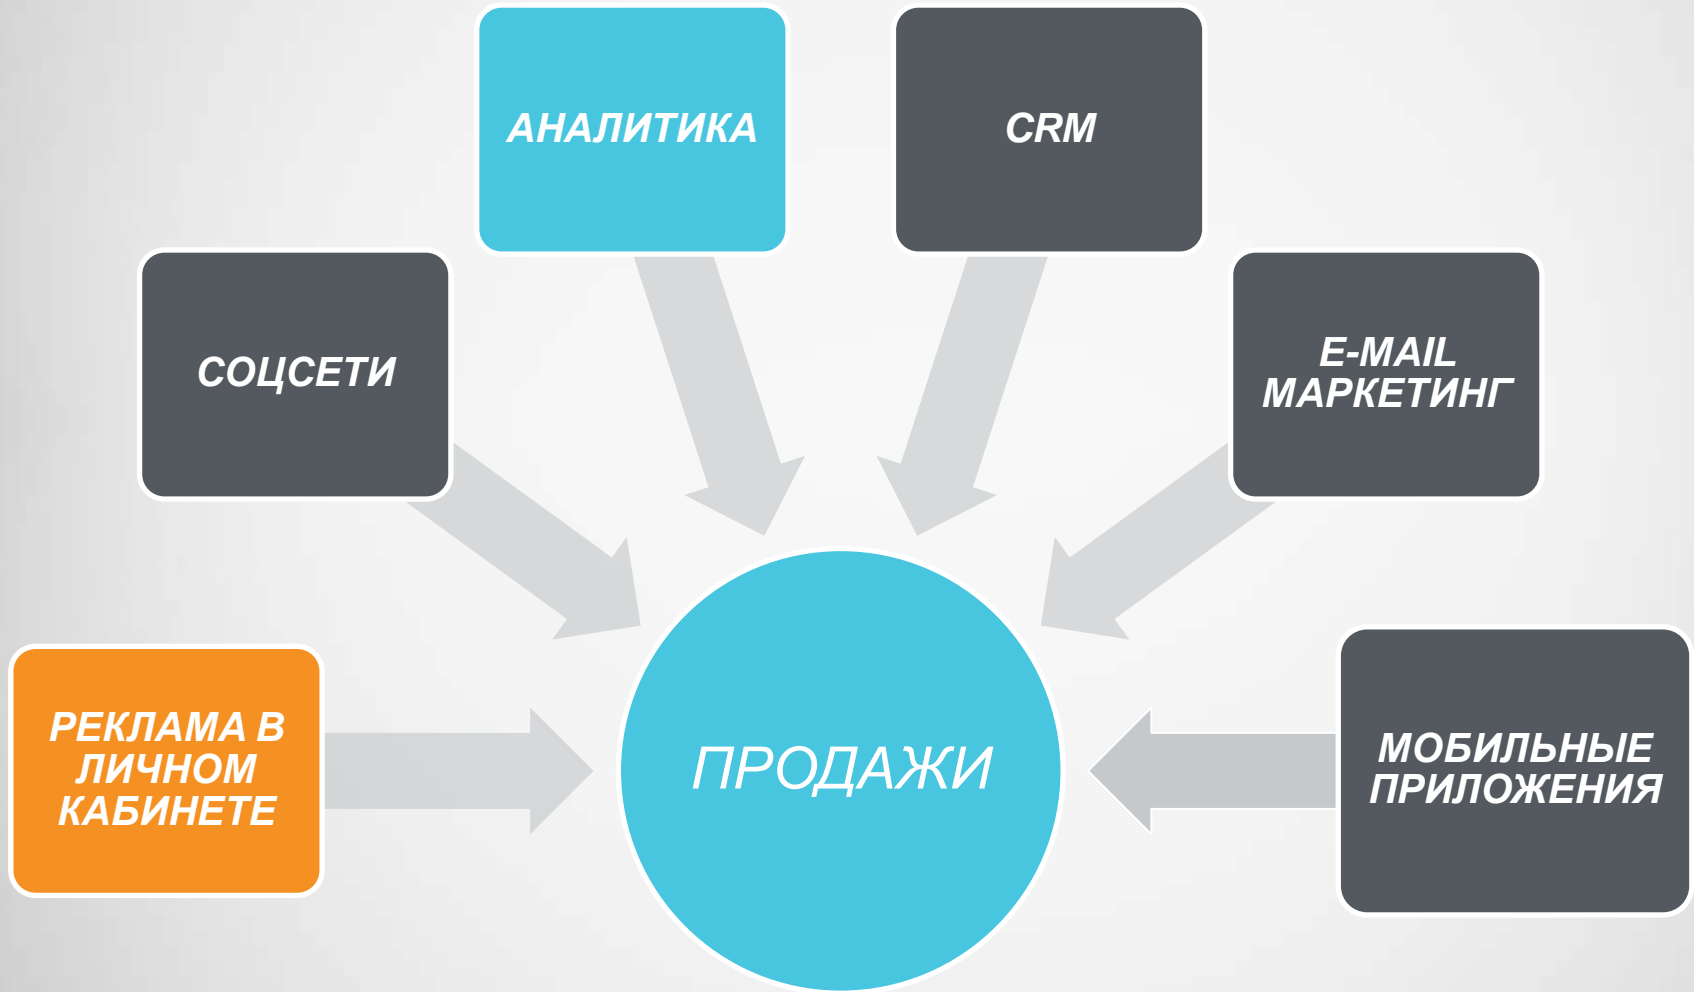 АНАЛИТИКА
CRM
СОЦСЕТИ
E-MAIL
МАРКЕТИНГ
РЕКЛАМА В
ЛИЧНОМ
КАБИНЕТЕ
ПРОДАЖИ
МОБИЛЬНЫЕ
ПРИЛОЖЕНИЯ